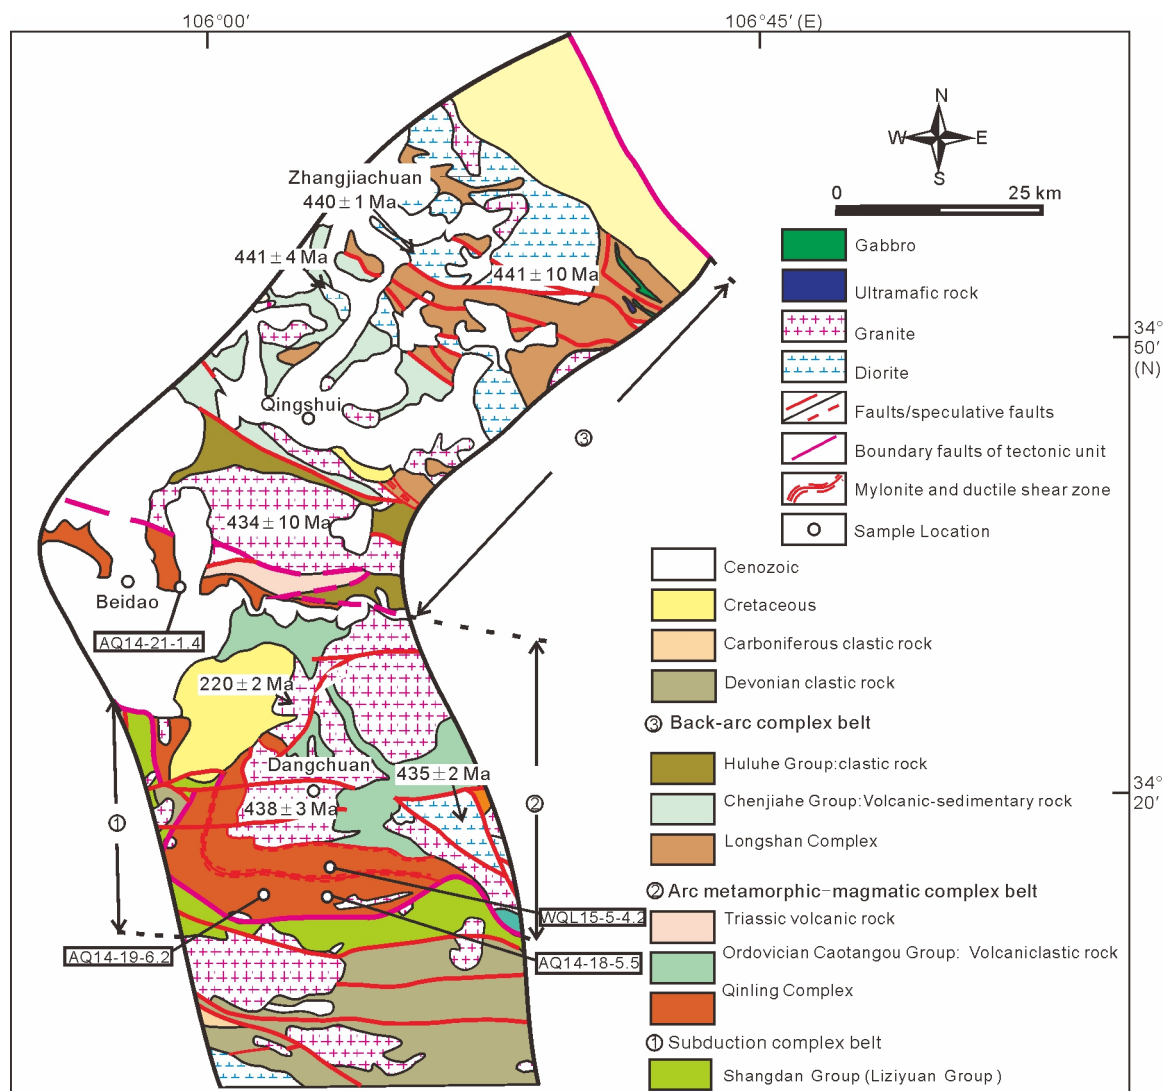 106°00′
106°45′ (E)
N
W
E
S
0
25 km
Zhangjiachuan
440±1 Ma
441±4 Ma
441±10 Ma
34°
50′
(N)
Gabbro
Ultramafic rock
Granite
Diorite
Faults/speculative faults
Boundary faults of tectonic unit
Mylonite and ductile shear zone
Sample Location
Qingshui
③
434±10 Ma
Beidao
AQ14-21-1.4
Cenozoic
Cretaceous
Carboniferous clastic rock
Devonian clastic rock
③ Back-arc complex belt
Huluhe Group:clastic rock
Chenjiahe Group:Volcanic-sedimentary rock
Longshan Complex
② Arc metamorphic-magmatic complex belt
Triassic volcanic rock
Ordovician Caotangou Group: Volcaniclastic rock
Qinling Complex
① Subduction complex belt
Shangdan Group (Liziyuan Group)
220±2 Ma
Dangchuan
435±2 Ma
438±3 Ma
34°
20′
①
②
WQL15-5-4.2
AQ14-19-6.2
AQ14-18-5.5